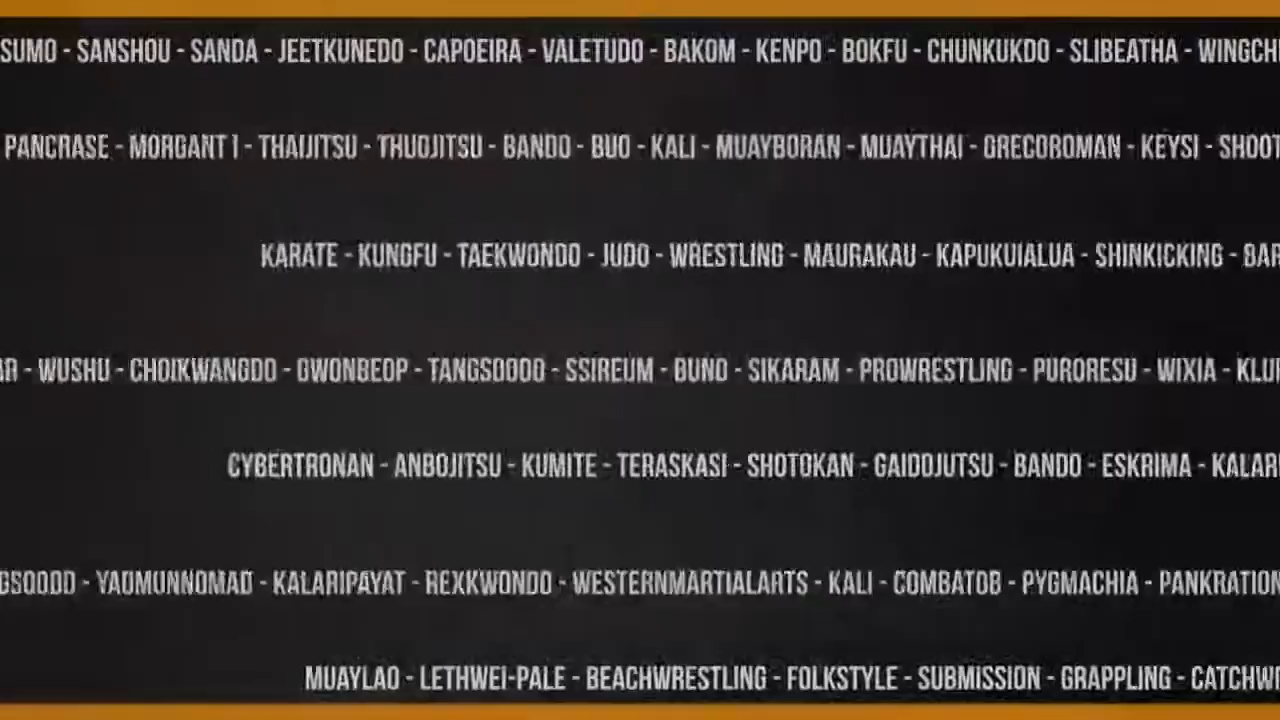 SUMO - SANSHOU - SANDA - JEETKUNEDO - CAPOEIRA - VALETUDO - BAKOM - KENPO - BOKFU - CHUNKUKDO - SLIBEATHA - WINGCH
PANCRASE - MORGANT I - THAIJITSU - THUDJITSU - BANDO - BUO - KALI - MUAYBORAN - MUAYTHAI - GRECOROMAN - KEYSI - SHOOT
KARATE - KUNGFU - TAEKWONDO - JUDO - WRESTLING - MAURAKAU - KAPUKUIALUA - SHINKICKING - BAR
AR - WUSHU - CHOIKWANGDO - GWONBEOP - TANGSOODO - SSIREUM - BUNO - SIKARAM - PROWRESTLING - PURORESU - WIXIA - KLU
CYBERTRONAN - ANBOJITSU - KUMITE - TERASKASI - SHOTOKAN - GAIDOJUTSU - BANDO - ESKRIMA - KALARI
GSOODO - YAOMUNNOMAD - KALARIPAYAT - REXKWONDO - WESTERNMARTIALARTS - KALI - COMBATOB - PYGMACHIA - PANKRATION
MUAYLAO - LETHWEI-PALE - BEACHWRESTLING - FOLKSTYLE - SUBMISSION - GRAPPLING - CATCHW